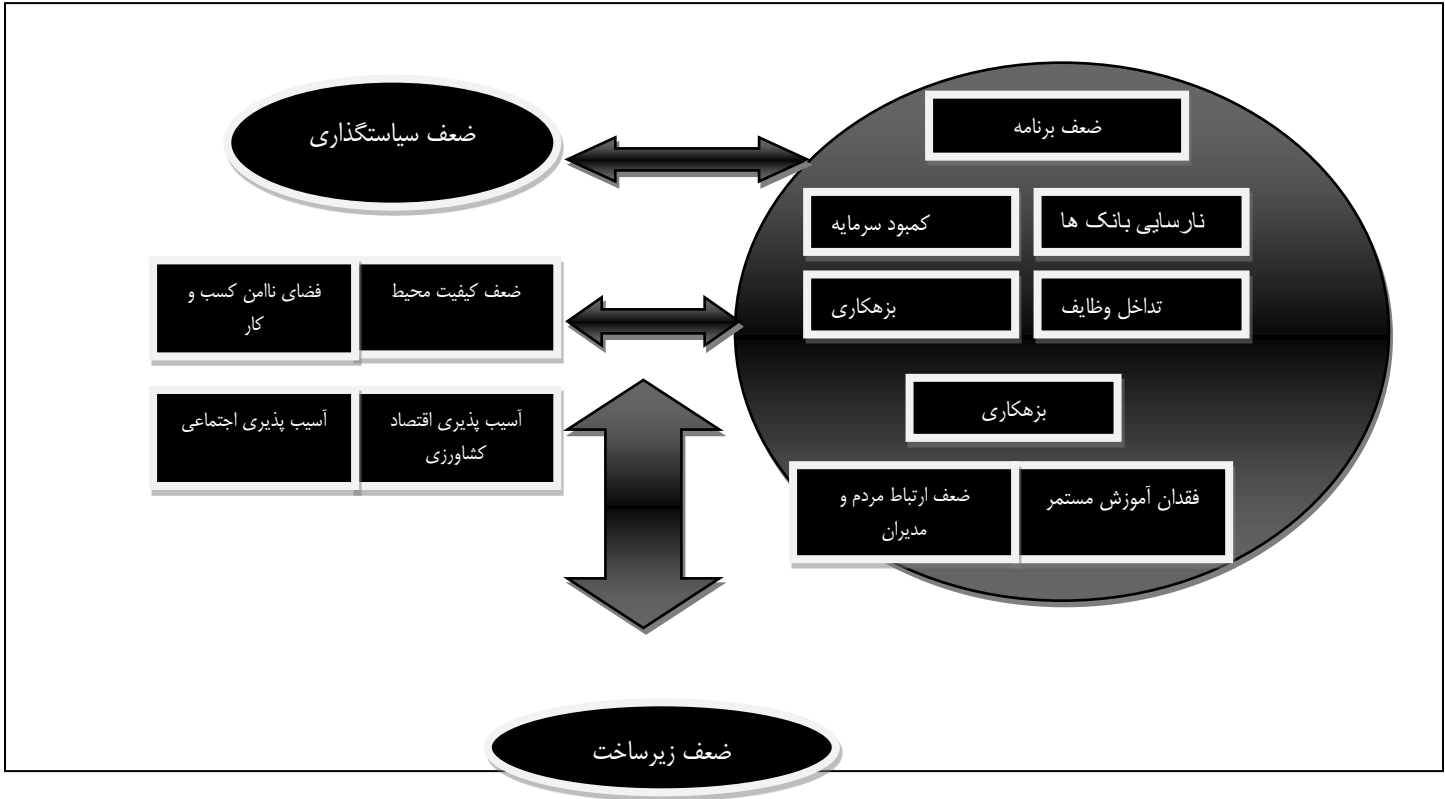 ضعف برنامه
ضعف سیاستگذاری
نارسایی بانک ها
کمبود سرمایه
تداخل وظایف
بزهکاری
ضعف کیفیت محیط
فضای ناامن کسب و
کار
بزهکاری
آسیب پذیری اقتصاد
کشاورزی
آسیب پذیری اجتماعی
فقدان آموزش مستمر
ضعف ارتباط مردم و
مدیران
ضعف زیرساخت